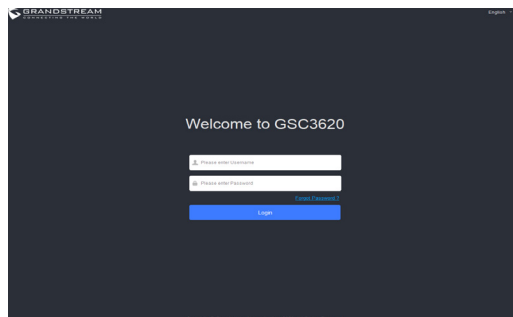 GRANDSTREAM
CONNECTING THE WORLD
English
Welcome to GSC3620
Please enter Username
Please enter Password
Forgot Password ?
Login